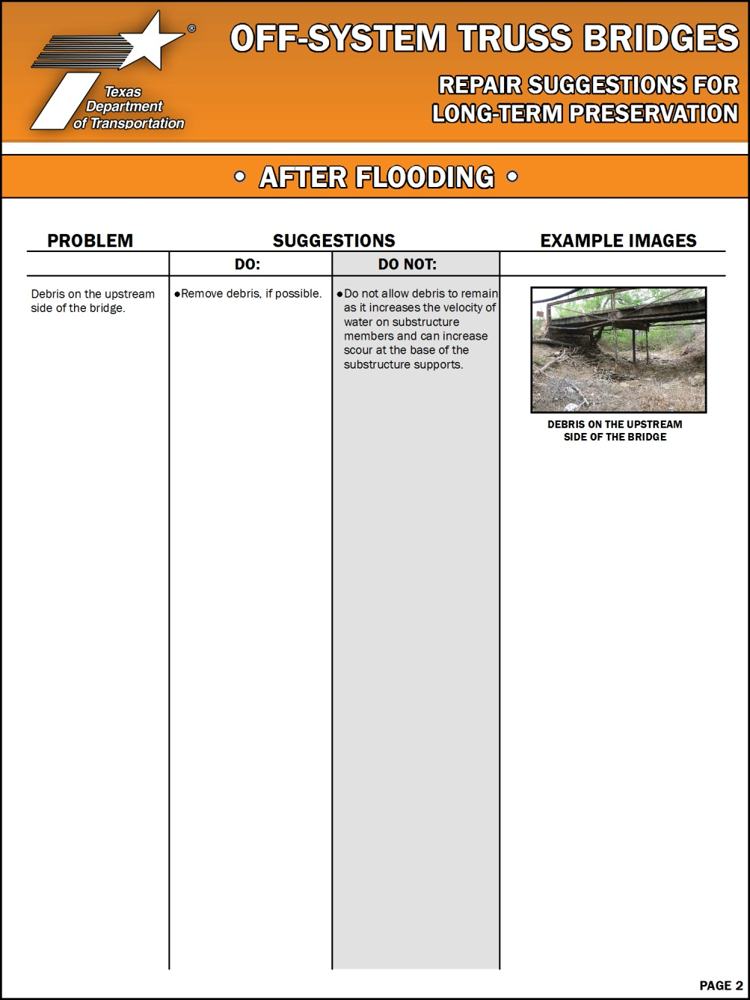 Texas
Department
of Transportation
®
OFF-SYSTEM TRUSS BRIDGES
REPAIR SUGGESTIONS FOR
LONG-TERM PRESERVATION
• AFTER FLOODING •
PROBLEM
SUGGESTIONS
EXAMPLE IMAGES
DO:
DO NOT:
Debris on the upstream
side of the bridge.
●Remove debris, if possible.
●Do not allow debris to remain
as it increases the velocity of
water on substructure
members and can increase
scour at the base of the
substructure supports.
DEBRIS ON THE UPSTREAM
SIDE OF THE BRIDGE
PAGE 2